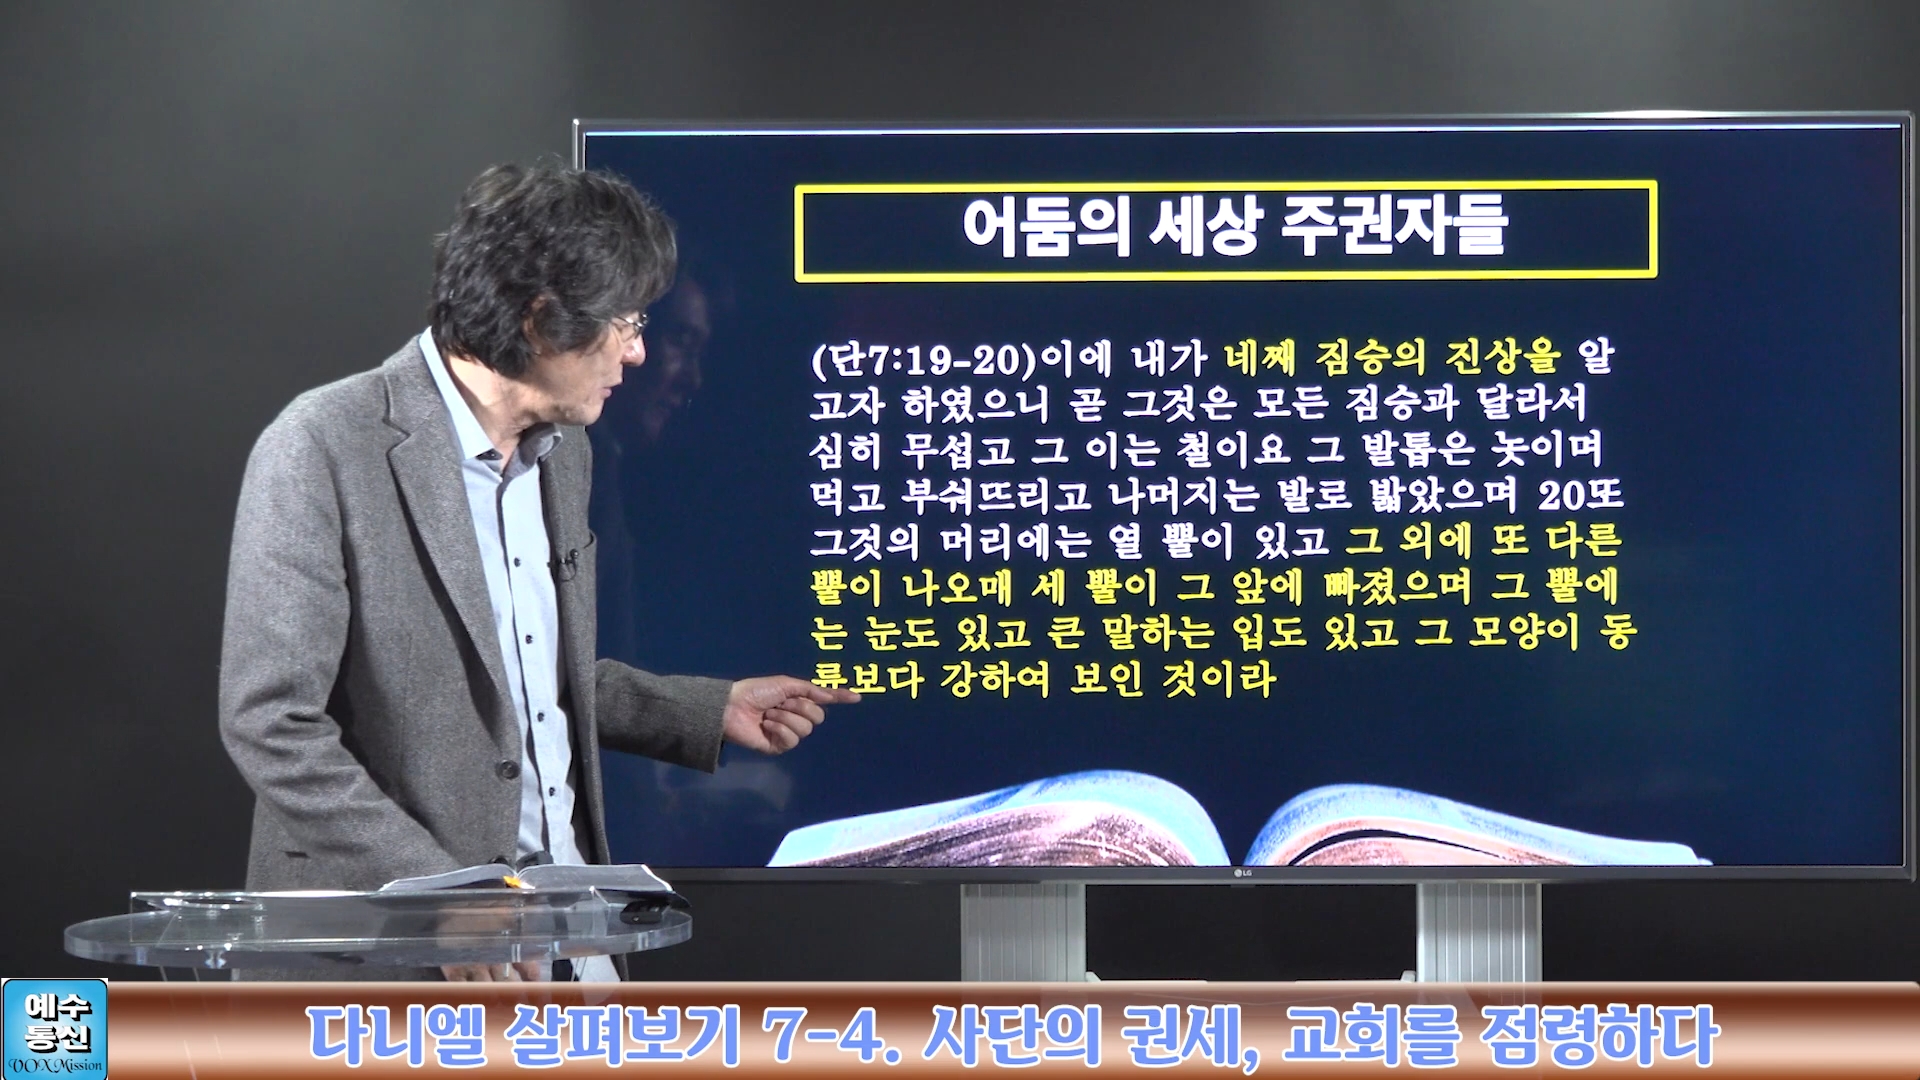 어둠의 세상 주권자들
(단7:19-20)이에 내가 네째 짐승의 진상을 알
고자 하였으니 곧 그것은 모든 짐승과 달라서
심히 무섭고 그 이는 철이요 그 발톱은 놋이며
먹고 부숴뜨리고 나머지는 발로 밟았으며 20또
그것의 머리에는 열 뿔이 있고 그 외에 또 다른
뿔이 나오매 세 뿔이 그 앞에 빠졌으며 그 뿔에
는 눈도 있고 큰 말하는 입도 있고 그 모양이 동
류보다 강하여 보인 것이라
LG
예수
통신
VOXMission
다니엘 살펴보기 7-4. 사단의 권세, 교회를 점령하다